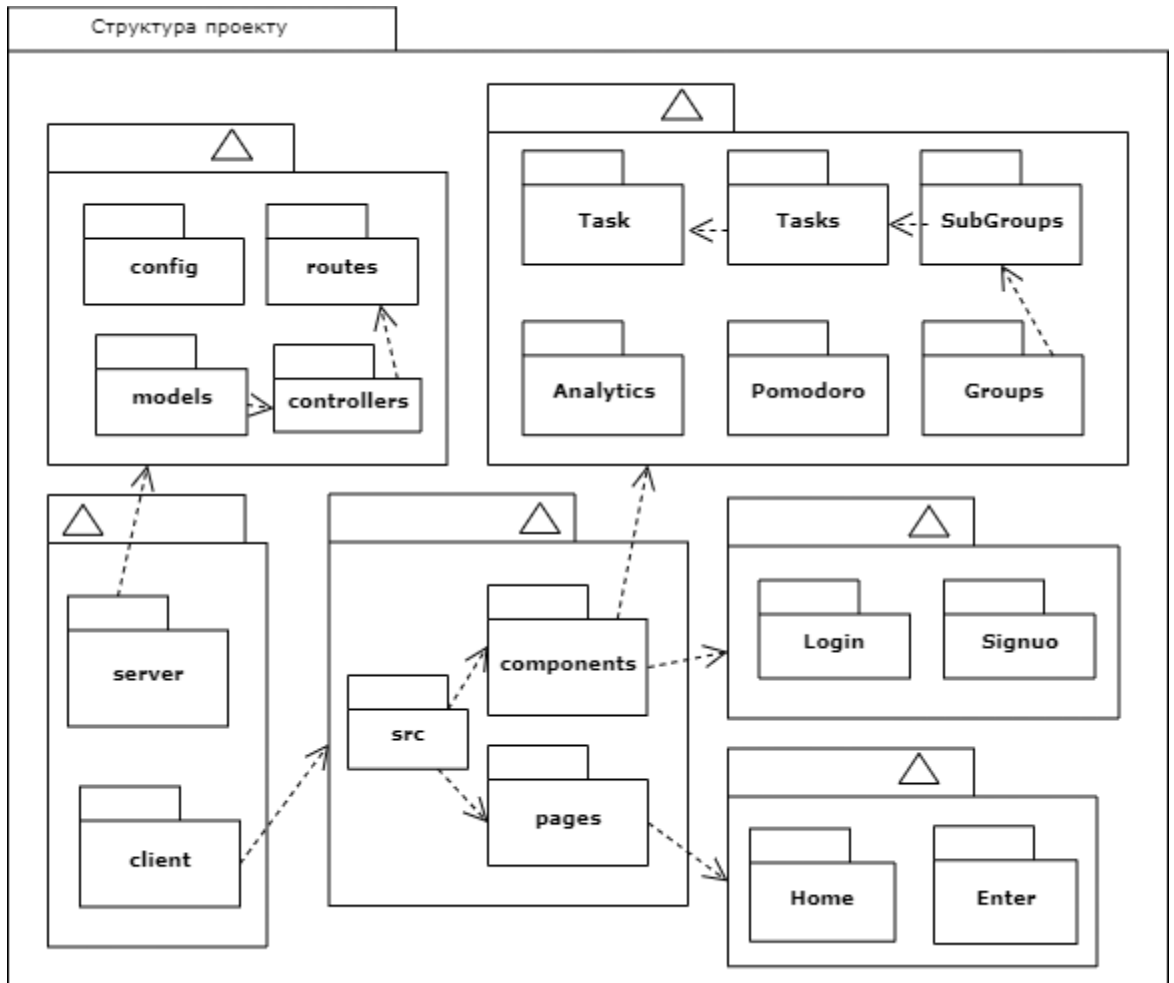 Структура проекту
Task
Tasks
SubGroups
config
routes
Analytics
Pomodoro
Groups
models
controllers
server
components
Login
Signuo
src
client
pages
Home
Enter